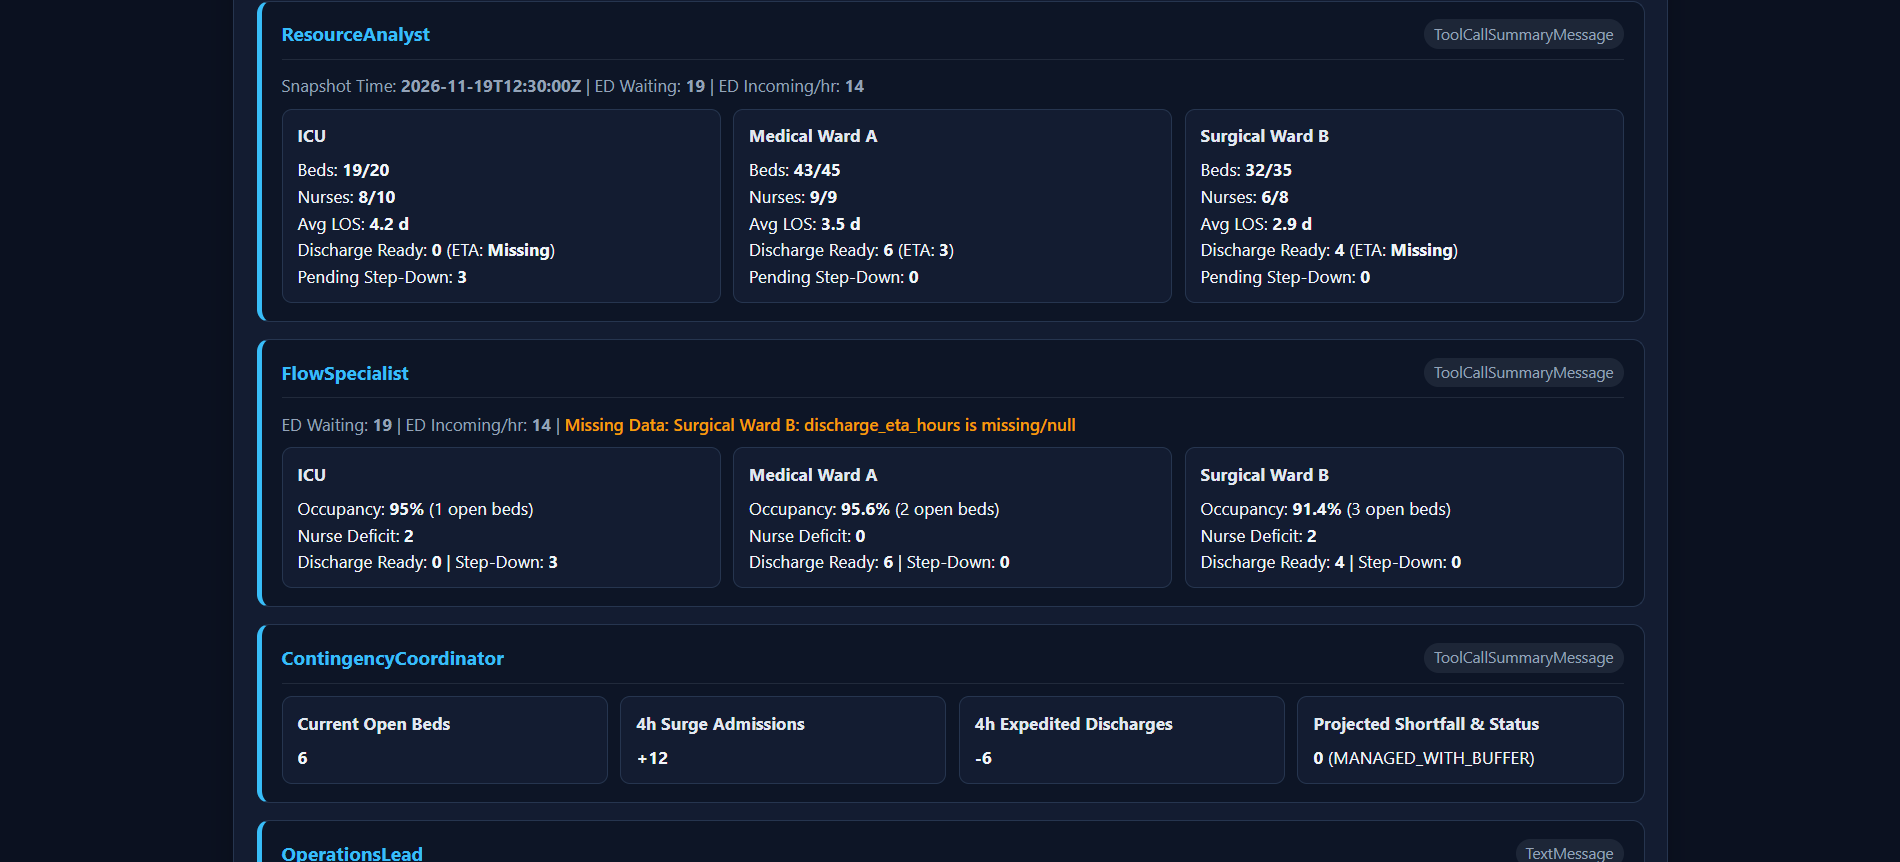 ResourceAnalyst
ToolCallSummaryMessage
Snapshot Time: 2026-11-19T12:30:00Z | ED Waiting: 19 | ED Incoming/hr: 14
ICU
Beds: 19/20
Nurses: 8/10
Avg LOS: 4.2 d
Discharge Ready: 0 (ETA: Missing)
Pending Step-Down: 3
Medical Ward A
Beds: 43/45
Nurses: 9/9
Avg LOS: 3.5 d
Discharge Ready: 6 (ETA: 3)
Pending Step-Down: 0
Surgical Ward B
Beds: 32/35
Nurses: 6/8
Avg LOS: 2.9 d
Discharge Ready: 4 (ETA: Missing)
Pending Step-Down: 0
FlowSpecialist
ToolCallSummaryMessage
ED Waiting: 19 | ED Incoming/hr: 14 | Missing Data: Surgical Ward B: discharge_eta_hours is missing/null
ICU
Occupancy: 95% (1 open beds)
Nurse Deficit: 2
Discharge Ready: 0 | Step-Down: 3
Medical Ward A
Occupancy: 95.6% (2 open beds)
Nurse Deficit: 0
Discharge Ready: 6 | Step-Down: 0
Surgical Ward B
Occupancy: 91.4% (3 open beds)
Nurse Deficit: 2
Discharge Ready: 4 | Step-Down: 0
ContingencyCoordinator
ToolCallSummaryMessage
Current Open Beds
6
4h Surge Admissions
+12
4h Expedited Discharges
-6
Projected Shortfall & Status
0 (MANAGED_WITH_BUFFER)
OperationsLead
TextMessage